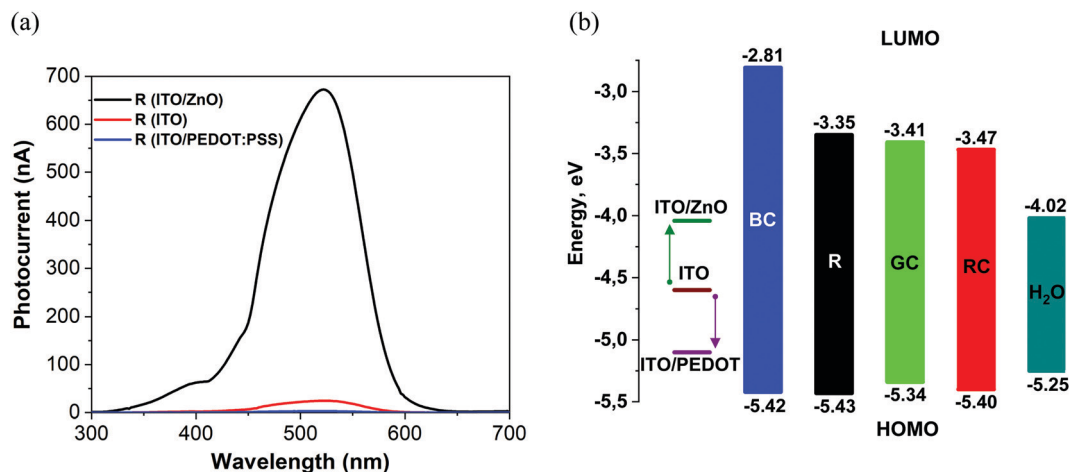 (a)
700
600
500
400
300
200
100
0
Photocurrent (nA)
R (ITO/ZnO)
R (ITO)
R (ITO/PEDOT:PSS)
300 400 500 600 700
Wavelength (nm)
(b)
LUMO
-3,0
-3,5
-4,0
-4,5
-5,0
-5,5
Energy, eV
-2.81
-3.35
-3.41
-3.47
-4.02
ITO/ZnO
ITO
ITO/PEDOT
BC
R
GC
RC
H₂O
-5.42
-5.43
-5.34
-5.40
-5.25
HOMO